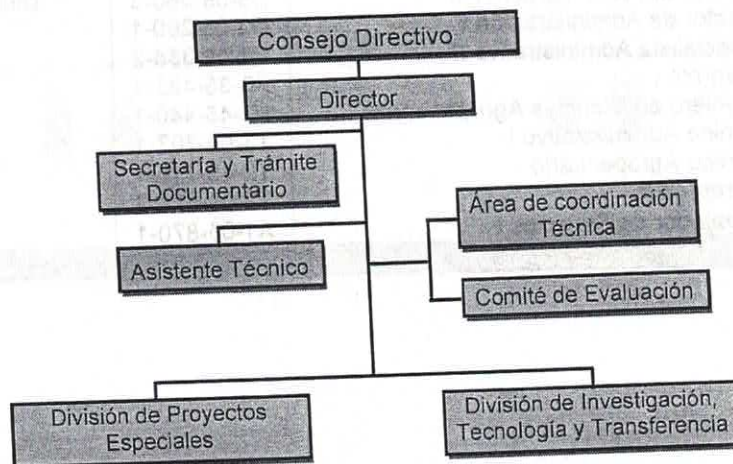 Consejo Directivo
Director
Secretaría y Trámite
Documentario
Asistente Técnico
Área de coordinación
Técnica
Comité de Evaluación
División de Proyectos
Especiales
División de Investigación,
Tecnología y Transferencia